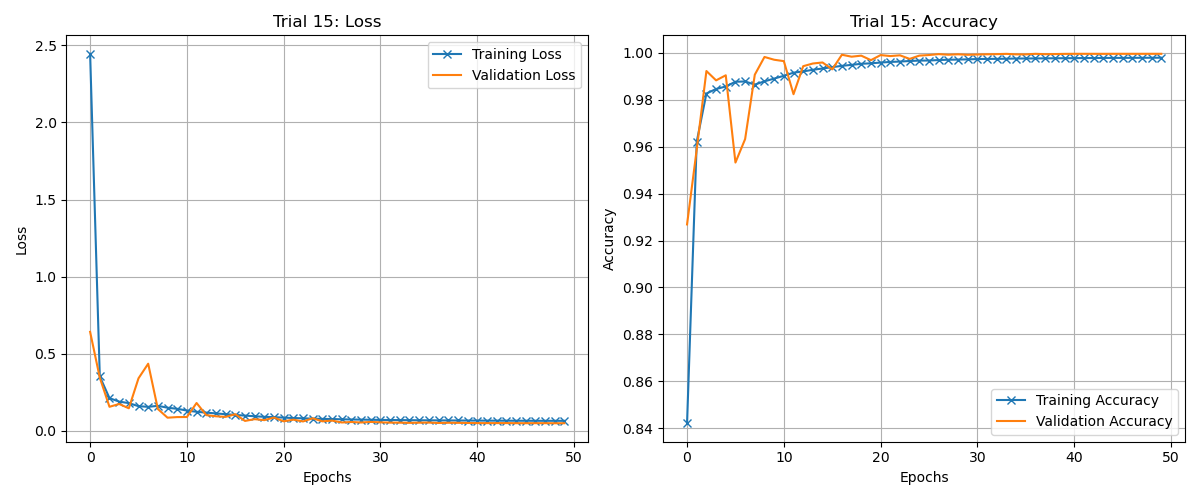 Trial 15: Loss
Training Loss
Validation Loss
2.5
2.0
1.5
1.0
0.5
0.0
Loss
0 10 20 30 40 50
Epochs
Trial 15: Accuracy
1.00
0.98
0.96
0.94
0.92
0.90
0.88
0.86
0.84
Accuracy
Training Accuracy
Validation Accuracy
0 10 20 30 40 50
Epochs